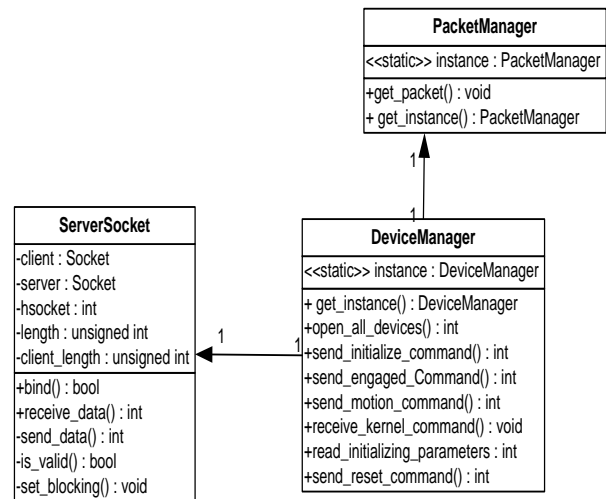 PacketManager
<<static>> instance : PacketManager
+get_packet() : void
+ get_instance() : PacketManager
1
1
ServerSocket
-client : Socket
-server : Socket
-hsocket : int
-length : unsigned int
-client_length : unsigned int
+bind() : bool
+receive_data() : int
-send_data() : int
-is_valid() : bool
-set_blocking() : void
1
1
DeviceManager
<<static>> instance : DeviceManager
+ get_instance() : DeviceManager
+open_all_devices() : int
+send_initialize_command() : int
+send_engaged_Command() : int
+send_motion_command() : int
+receive_kernel_command() : void
+read_initializing_parameters : int
+send_reset_command() : int